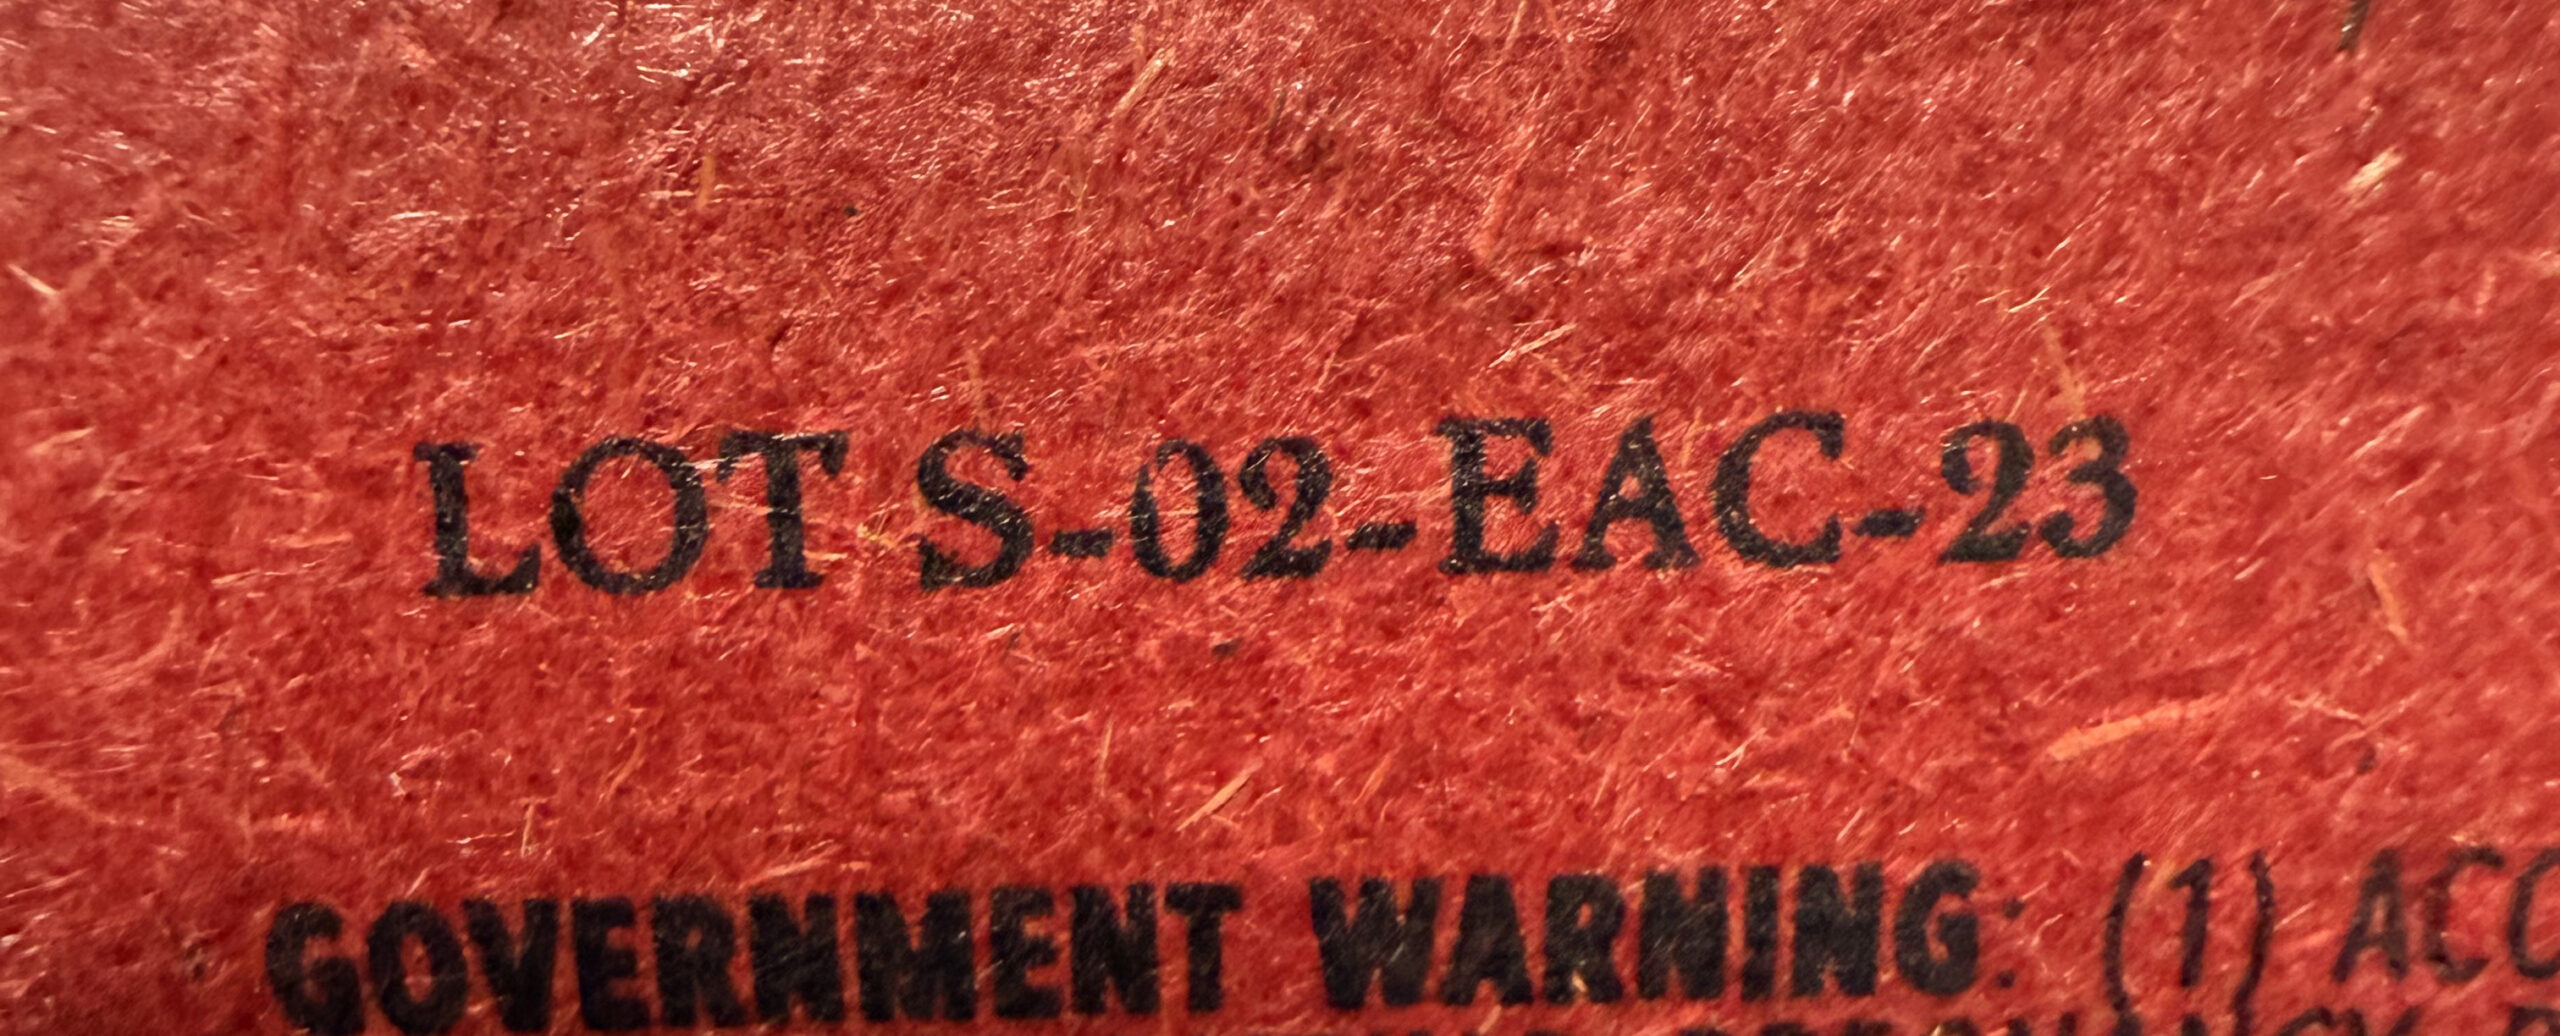 LOT S-02-EAC-23
GOVERNMENT WARNING: (1)